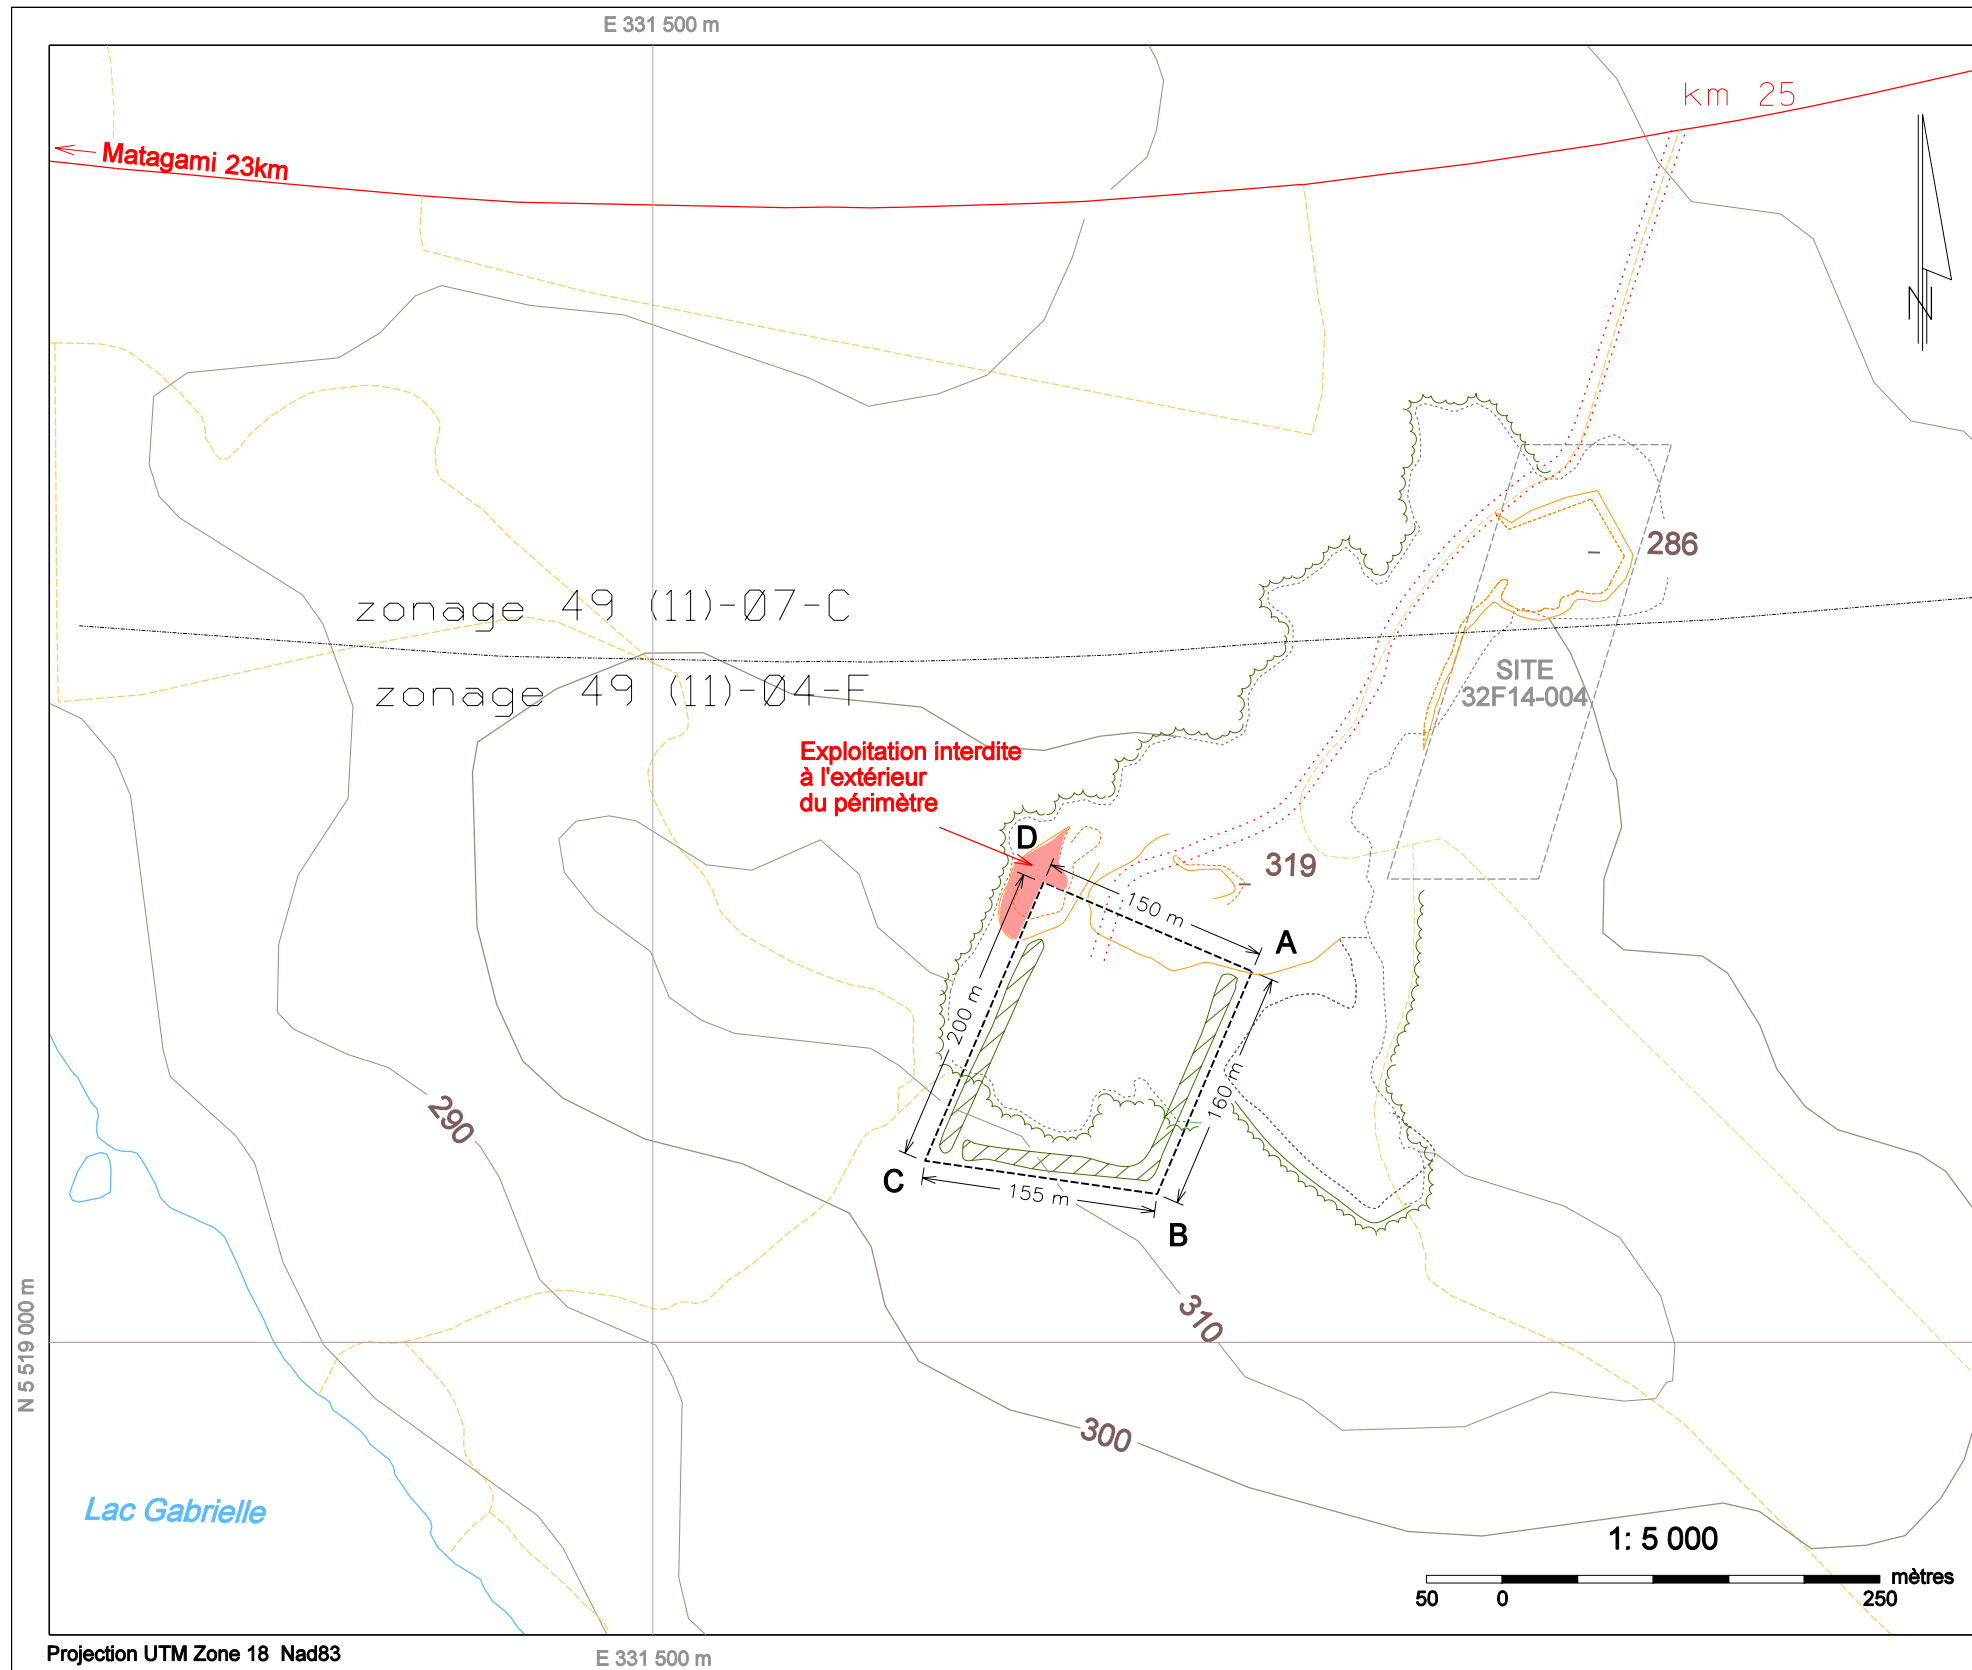 E 331 500 m
km 25
Matagami 23km
N
286
zonage 49 (11)-07-C
SITE
32F14-004
zonage 49 (11)-04-F
Exploitation interdite
à l'extérieur
du périmètre
D
319
150 m
A
200 m
160 m
290
C
155 m
B
310
N 5 519 000 m
300
Lac Gabrielle
1: 5 000
mètres
50 0 250
Projection UTM Zone 18 Nad83
E 331 500 m